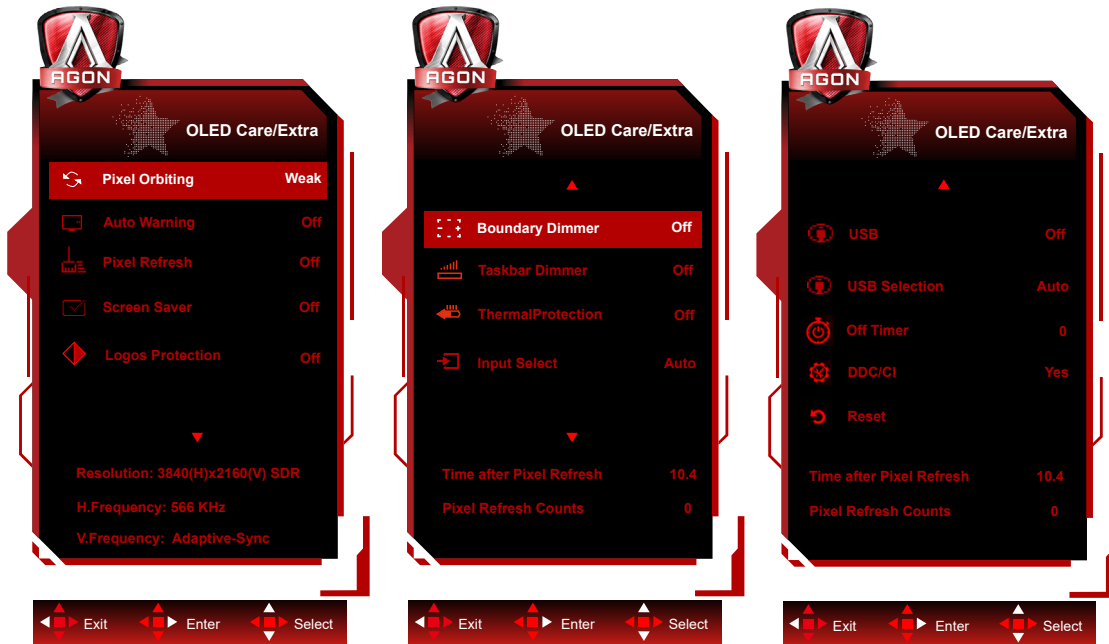 AGON
OLED Care/Extra
Pixel Orbiting Weak
Auto Warning Off
Pixel Refresh Off
Screen Saver Off
Logos Protection Off
Resolution: 3840(H)x2160(V) SDR
H.Frequency: 566 KHz
V.Frequency: Adaptive-Sync
Exit Enter Select
AGON
OLED Care/Extra
Boundary Dimmer Off
Taskbar Dimmer Off
ThermalProtection Off
Input Select Auto
Time after Pixel Refresh 10.4
Pixel Refresh Counts 0
Exit Enter Select
AGON
OLED Care/Extra
USB Off
USB Selection Auto
Off Timer 0
DDC/CI Yes
Reset
Time after Pixel Refresh 10.4
Pixel Refresh Counts 0
Exit Enter Select